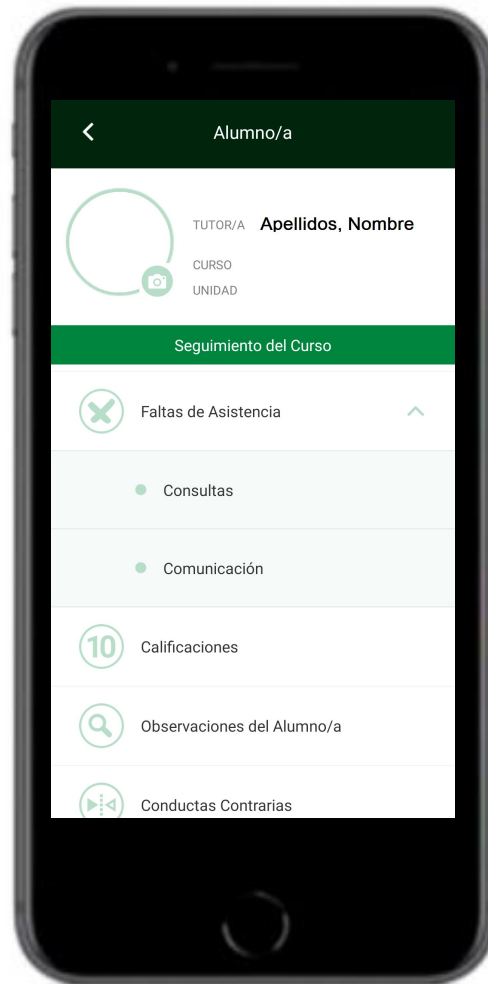 Alumno/a
TUTOR/A Apellidos, Nombre
CURSO
UNIDAD
Seguimiento del Curso
Faltas de Asistencia
Consultas
Comunicación
10 Calificaciones
Observaciones del Alumno/a
Conductas Contrarias